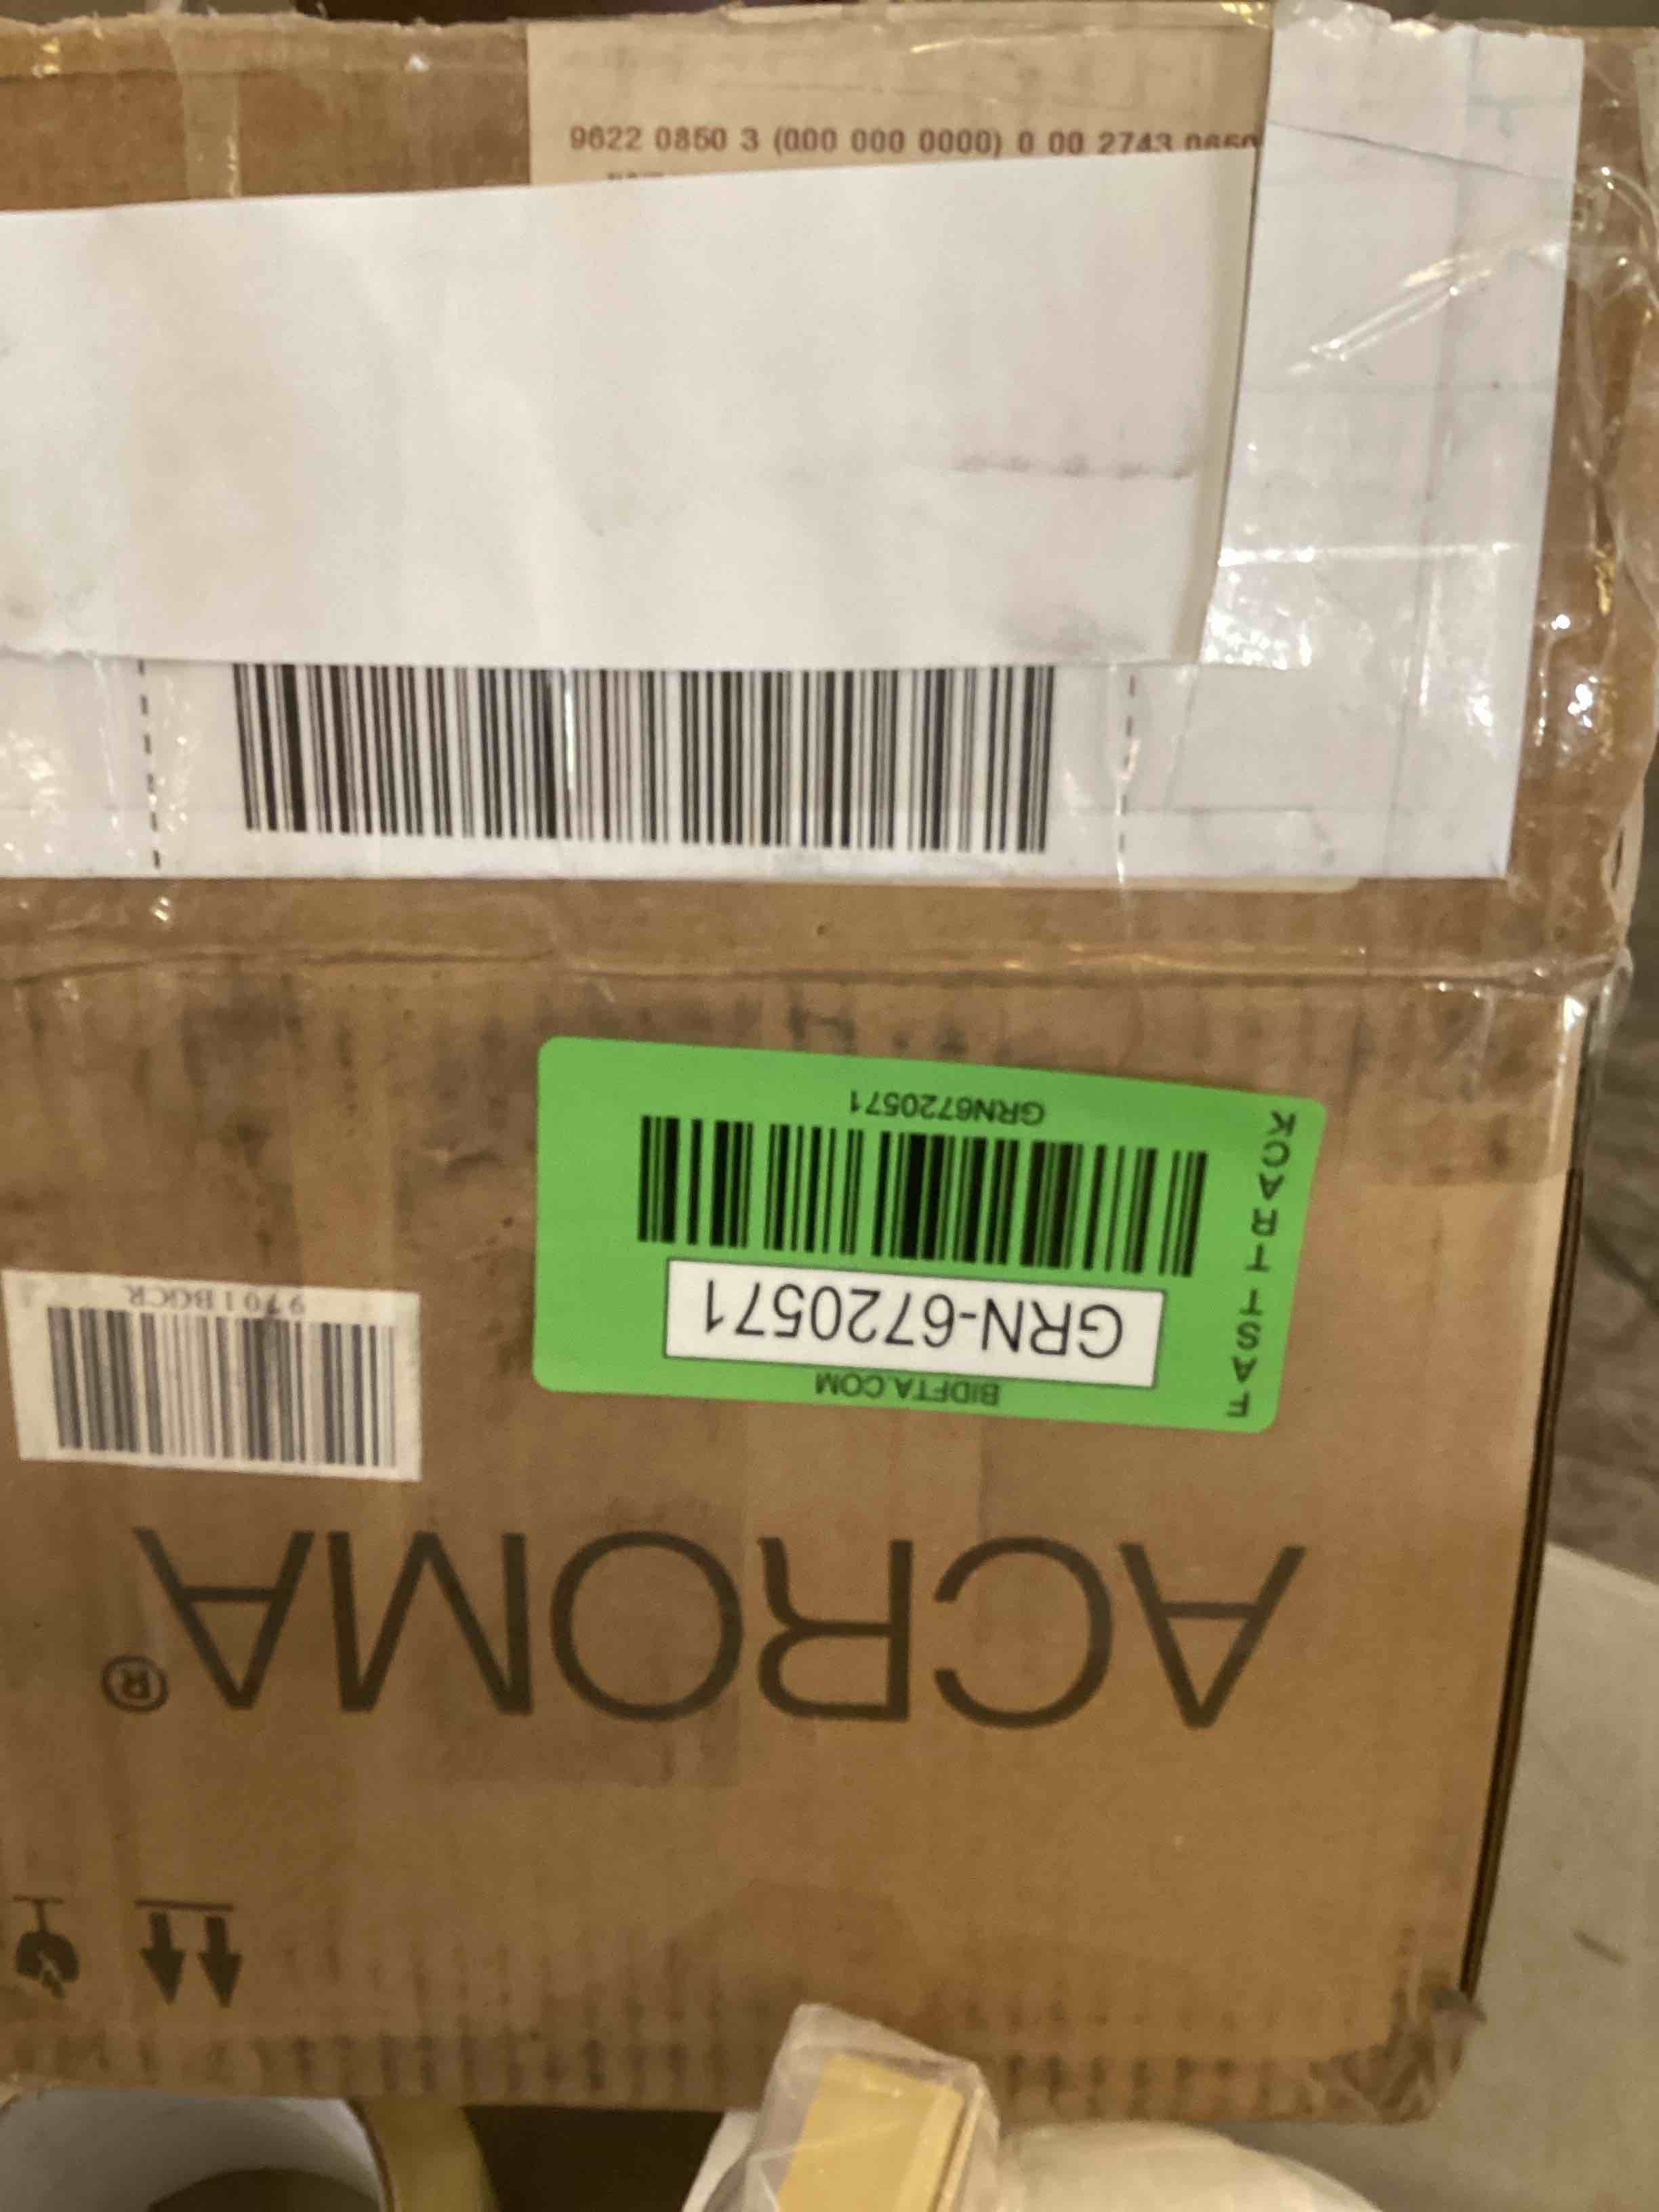 9622 0850 3 (000 000 0000) 0 00 2743
ACROMA®
BIDFTA.COM
GRN-6720571
GRN6720571
FAST TRACK
9701BGCR